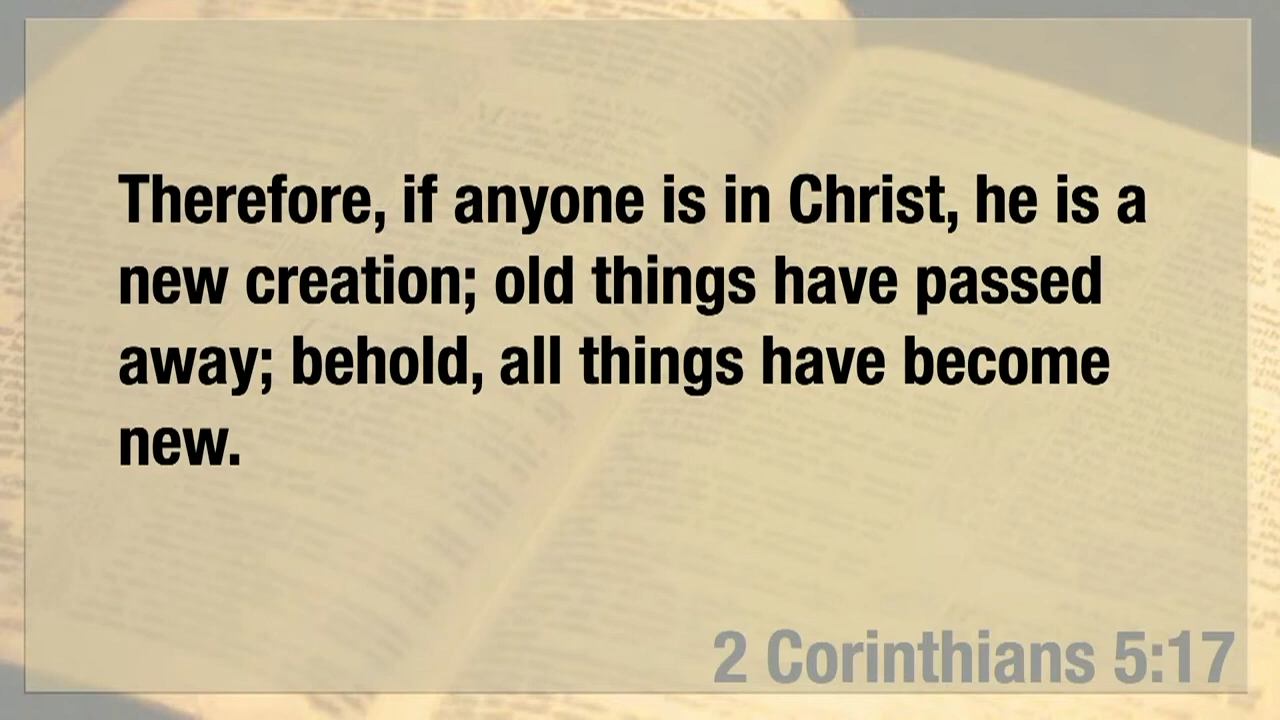 Therefore, if anyone is in Christ, he is a
new creation; old things have passed
away; behold, all things have become
new.
2 Corinthians 5:17